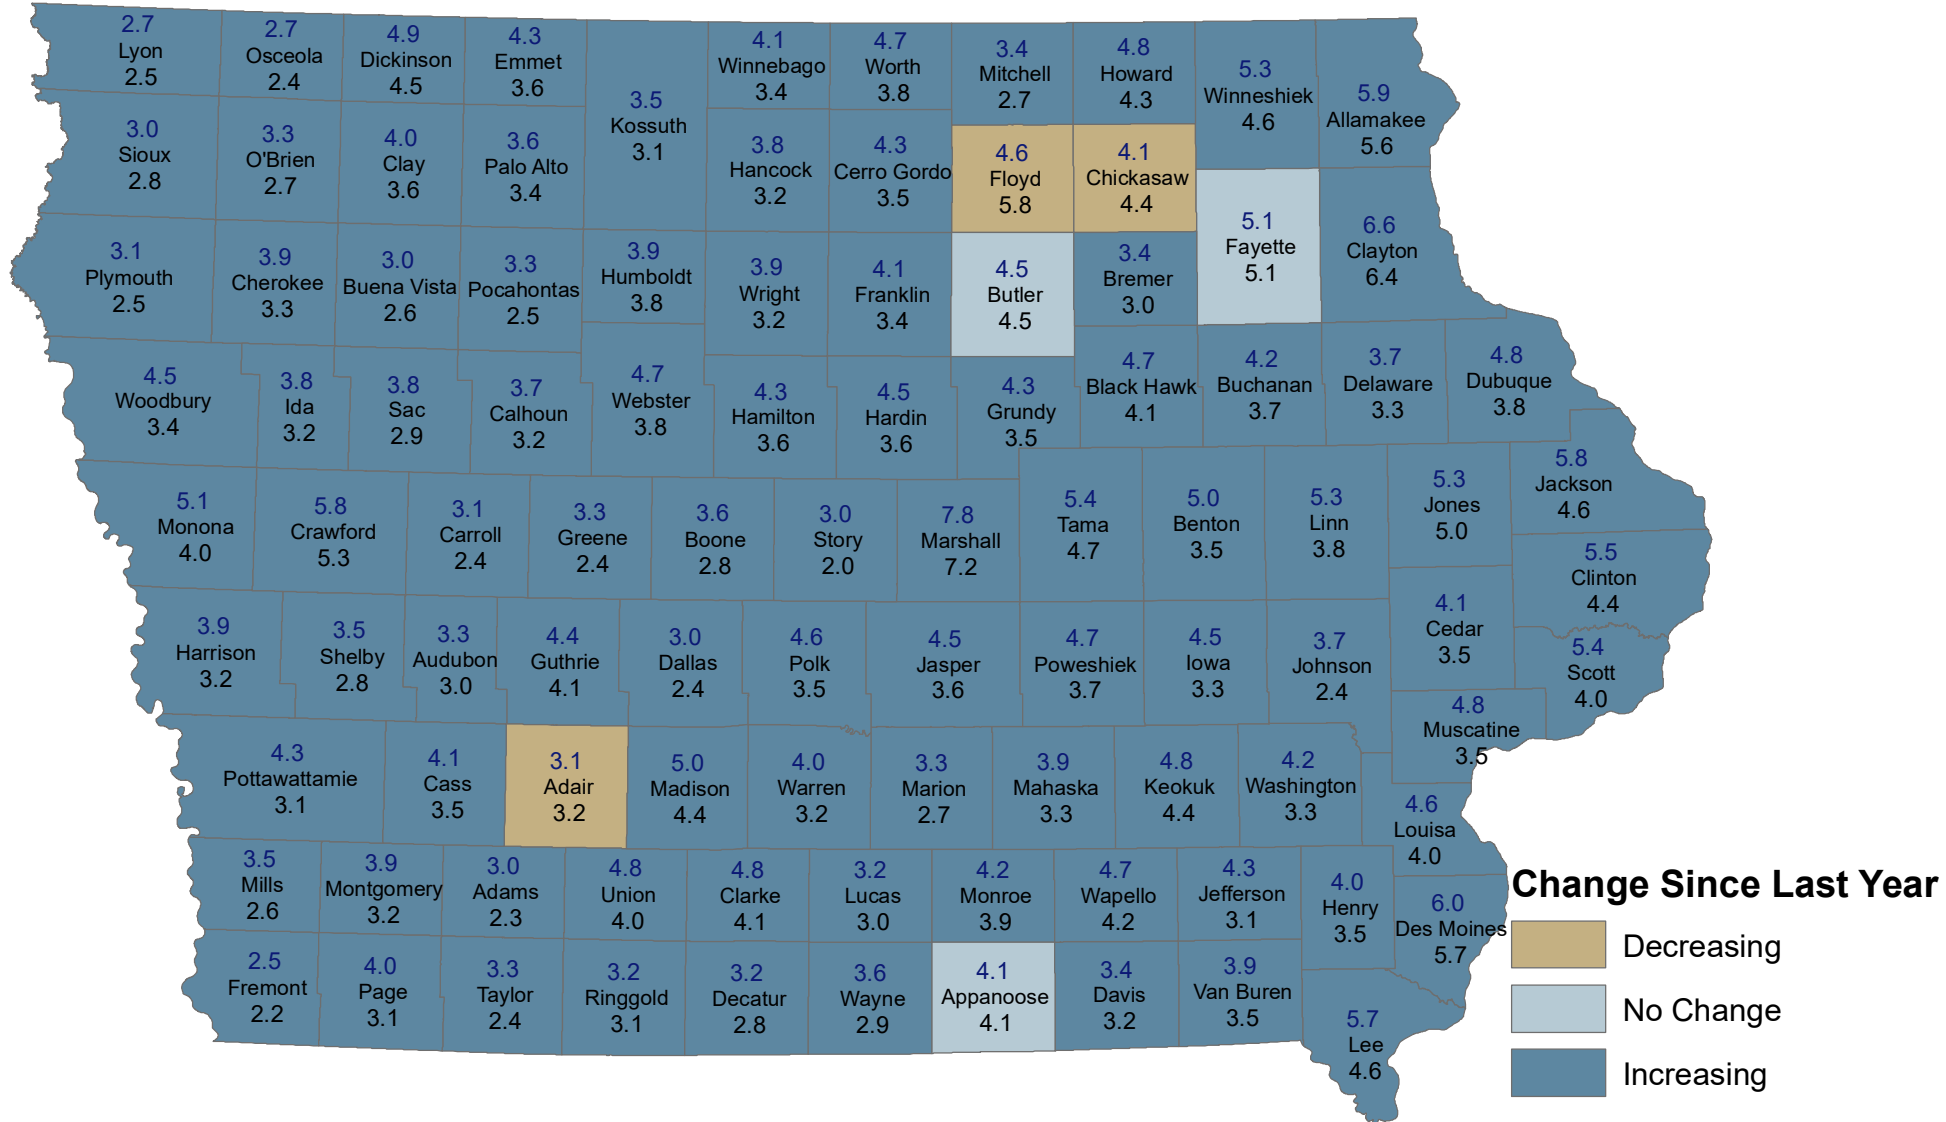 2.7
Lyon
2.5
2.7
Osceola
2.4
4.9
Dickinson
4.5
4.3
Emmet
3.6
3.5
Kossuth
3.1
4.1
Winnebago
3.4
4.7
Worth
3.8
3.4
Mitchell
2.7
4.8
Howard
4.3
5.3
Winneshiek
4.6
5.9
Allamakee
5.6
3.0
Sioux
2.8
3.3
O'Brien
2.7
4.0
Clay
3.6
3.6
Palo Alto
3.4
3.8
Hancock
3.2
4.3
Cerro Gordo
3.5
4.6
Floyd
5.8
4.1
Chickasaw
4.4
5.1
Fayette
5.1
6.6
Clayton
6.4
3.1
Plymouth
2.5
3.9
Cherokee
3.3
3.0
Buena Vista
2.6
3.3
Pocahontas
2.5
3.9
Humboldt
3.8
3.9
Wright
3.2
4.1
Franklin
3.4
4.5
Butler
4.5
3.4
Bremer
3.0
4.5
Woodbury
3.4
3.8
Ida
3.2
3.8
Sac
2.9
3.7
Calhoun
3.2
4.7
Webster
3.8
4.3
Hamilton
3.6
4.5
Hardin
3.6
4.3
Grundy
3.5
4.7
Black Hawk
4.1
4.2
Buchanan
3.7
3.7
Delaware
3.3
4.8
Dubuque
3.8
5.1
Monona
4.0
5.8
Crawford
5.3
3.1
Carroll
2.4
3.3
Greene
2.4
3.6
Boone
2.8
3.0
Story
2.0
7.8
Marshall
7.2
5.4
Tama
4.7
5.0
Benton
3.5
5.3
Linn
3.8
5.3
Jones
5.0
5.8
Jackson
4.6
5.5
Clinton
4.4
3.9
Harrison
3.2
3.5
Shelby
2.8
3.3
Audubon
3.0
4.4
Guthrie
4.1
3.0
Dallas
2.4
4.6
Polk
3.5
4.5
Jasper
3.6
4.7
Poweshiek
3.7
4.5
Iowa
3.3
3.7
Johnson
2.4
4.1
Cedar
3.5
5.4
Scott
4.0
4.8
Muscatine
3.5
4.3
Pottawattamie
3.1
4.1
Cass
3.5
3.1
Adair
3.2
5.0
Madison
4.4
4.0
Warren
3.2
3.3
Marion
2.7
3.9
Mahaska
3.3
4.8
Keokuk
4.4
4.2
Washington
3.3
4.6
Louisa
4.0
3.5
Mills
2.6
3.9
Montgomery
3.2
3.0
Adams
2.3
4.8
Union
4.0
4.8
Clarke
4.1
3.2
Lucas
3.0
4.2
Monroe
3.9
4.7
Wapello
4.2
4.3
Jefferson
3.1
4.0
Henry
3.5
6.0
Des Moines
5.7
2.5
Fremont
2.2
4.0
Page
3.1
3.3
Taylor
2.4
3.2
Ringgold
3.1
3.2
Decatur
2.8
3.6
Wayne
2.9
4.1
Appanoose
4.1
3.4
Davis
3.2
3.9
Van Buren
3.5
5.7
Lee
4.6
Change Since Last Year
Decreasing
No Change
Increasing